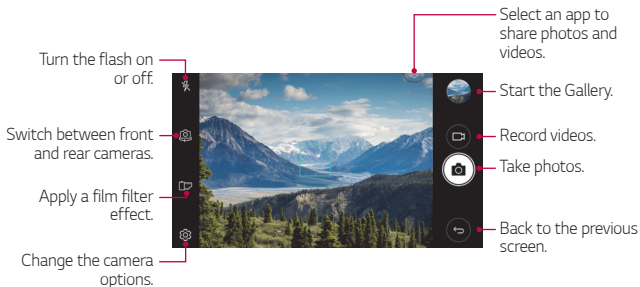 Turn the flash on
or off.
Switch between front
and rear cameras.
Apply a film filter
effect.
Change the camera
options.
Select an app to
share photos and
videos.
Start the Gallery.
Record videos.
Take photos.
Back to the previous
screen.